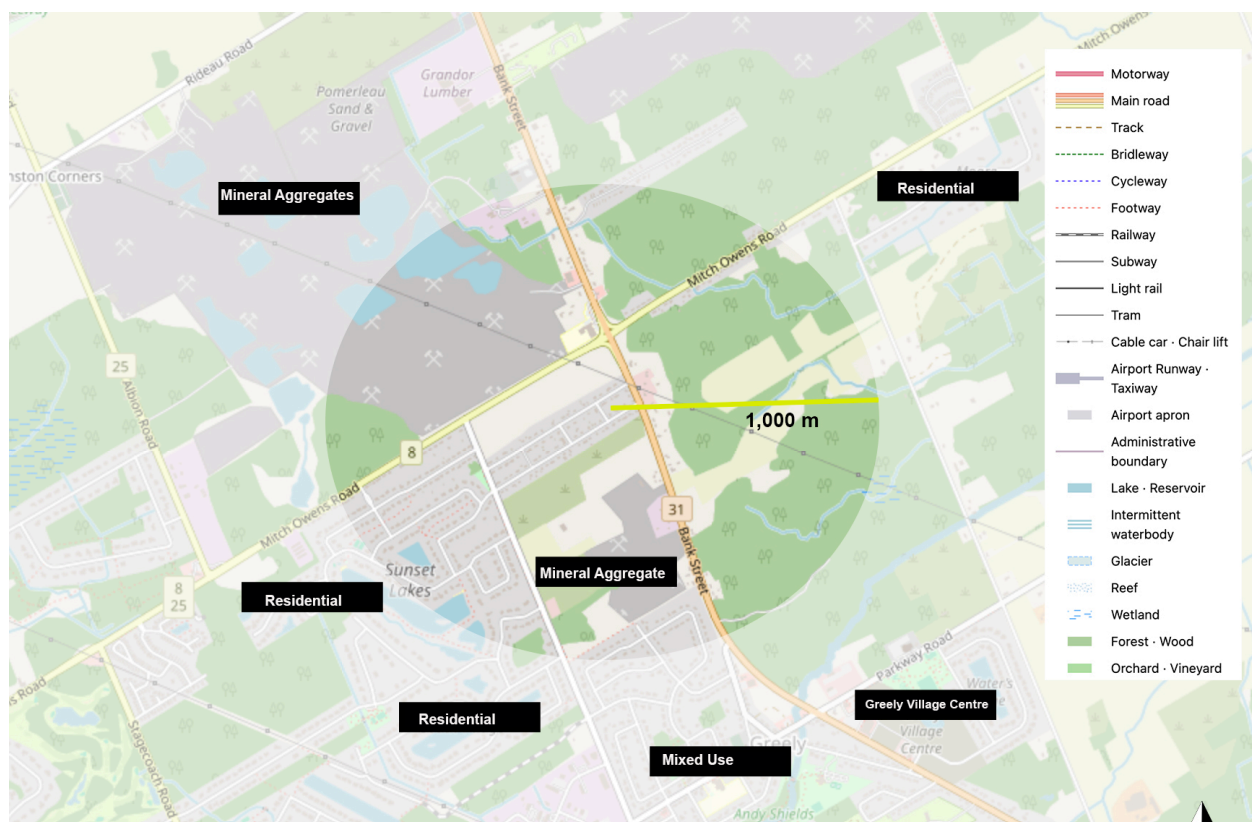 Rideau Road
Grandor
Lumber
Pomerleau
Sand &
Gravel
Bank Street
Mitch Owens
nston Corners
Mineral Aggregates
Residential
Mitch Owens Road
25
Albion Road
1,000 m
8
31
Mitch Owens Road
Bank Street
Sunset
Lakes
Mineral Aggregate
Residential
8
25
Parkway Road
s Road
Residential
Water's
Greely Village Centre
Village
Centre
Stagecoach Road
Greely
Mixed Use
Andy Shields
Motorway
Main road
Track
Bridleway
Cycleway
Footway
Railway
Subway
Light rail
Tram
Cable car · Chair lift
Airport Runway ·
Taxiway
Airport apron
Administrative
boundary
Lake · Reservoir
Intermittent
waterbody
Glacier
Reef
Wetland
Forest · Wood
Orchard · Vineyard